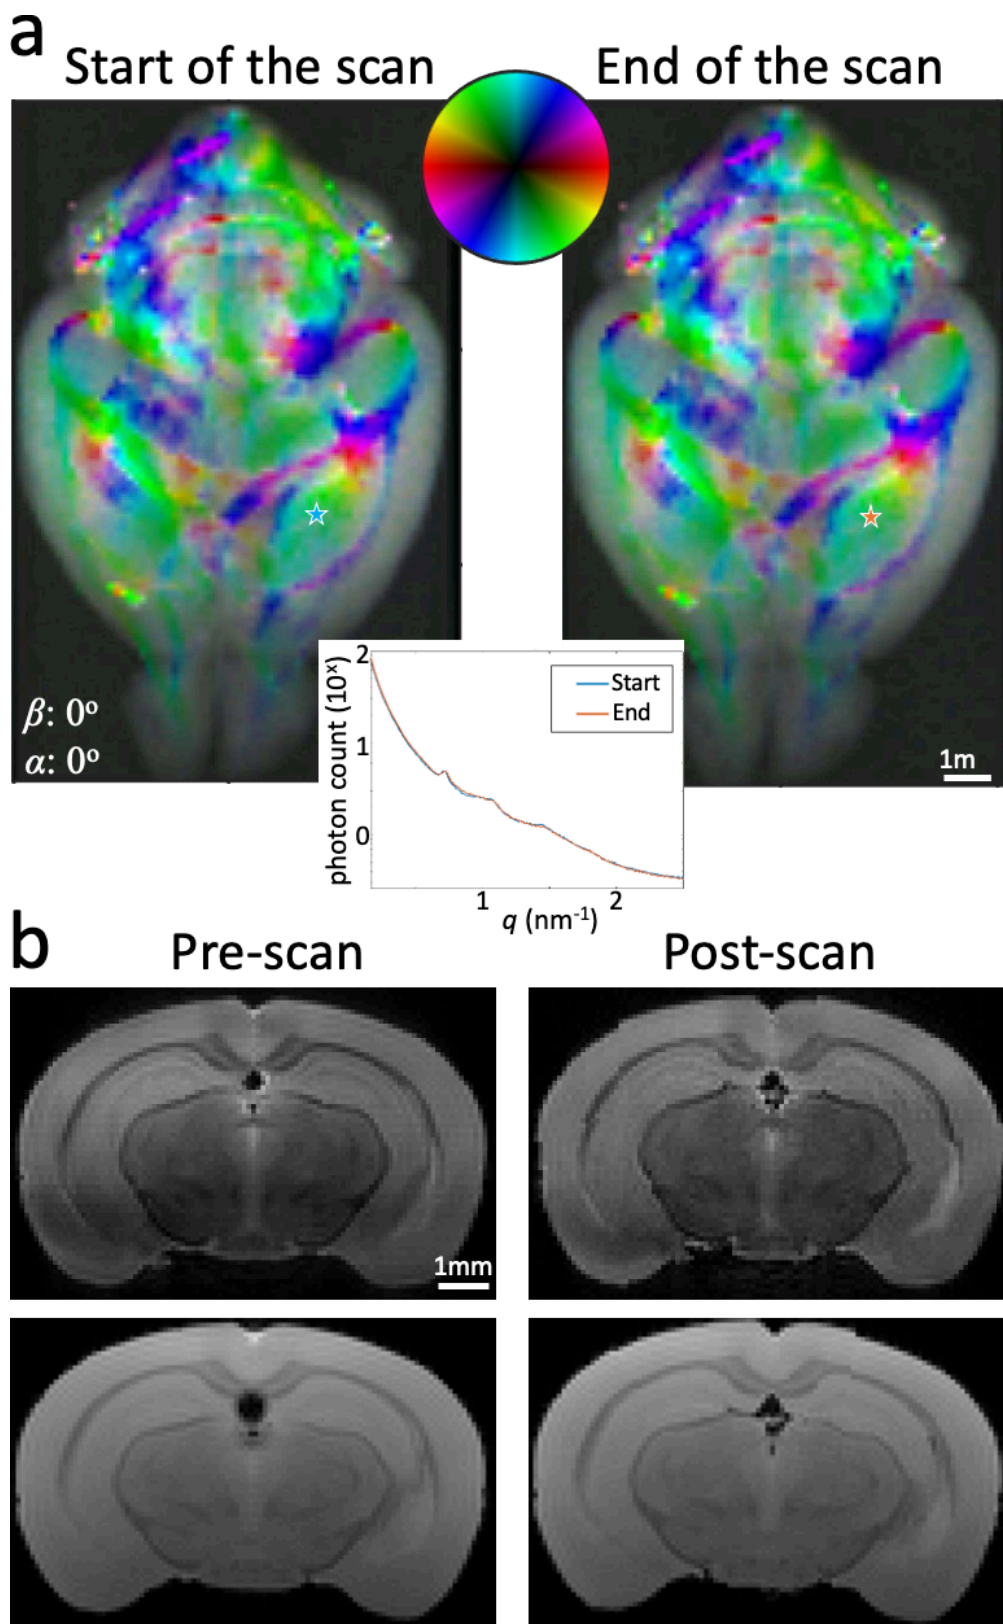 a
Start of the scan
End of the scan
β: 0º
α: 0º
1m
2
1
0
photon count (10ˣ)
Start
End
1
2
q (nm⁻¹)
b
Pre-scan
Post-scan
1mm